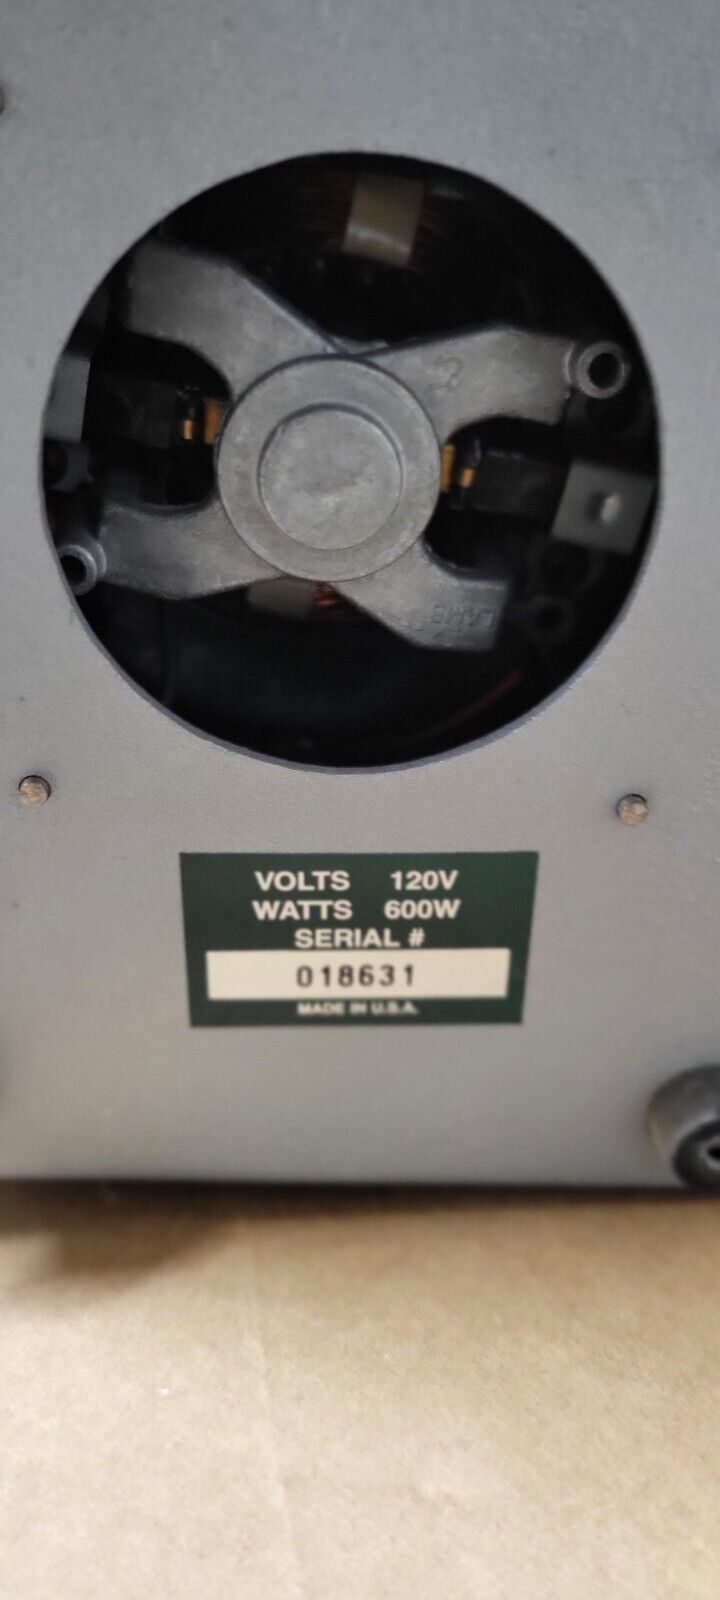 VOLTS 120V
WATTS 600W
SERIAL #
018631
MADE IN U.S.A.